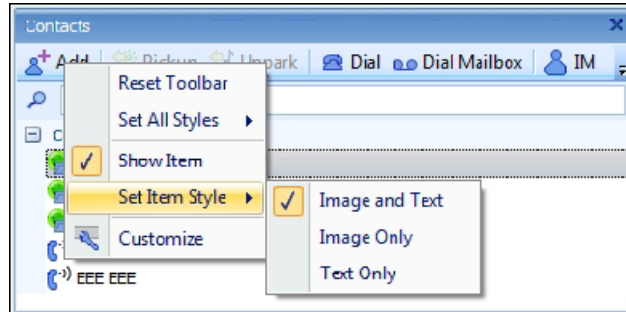 Contacts
Add Pickup Unpark Dial Dial Mailbox IM
Reset Toolbar
Set All Styles
C
Show Item
Set Item Style
Image and Text
Customize
Image Only
Text Only
EEE EEE